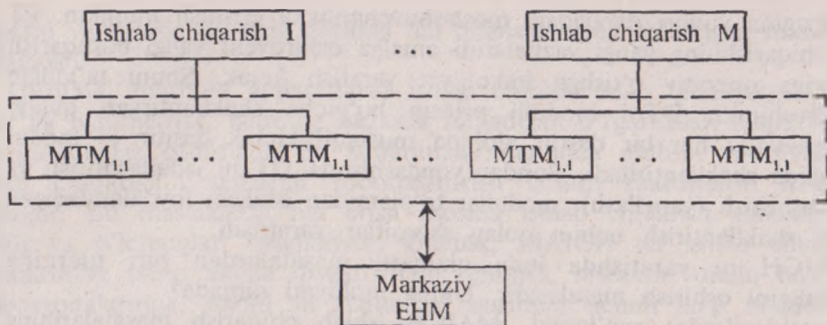 Ishlab chiqarish I
Ishlab chiqarish M
MTM1,1 ... MTM1,1 ... MTM1,1 ... MTM1,1
Markaziy
EHM